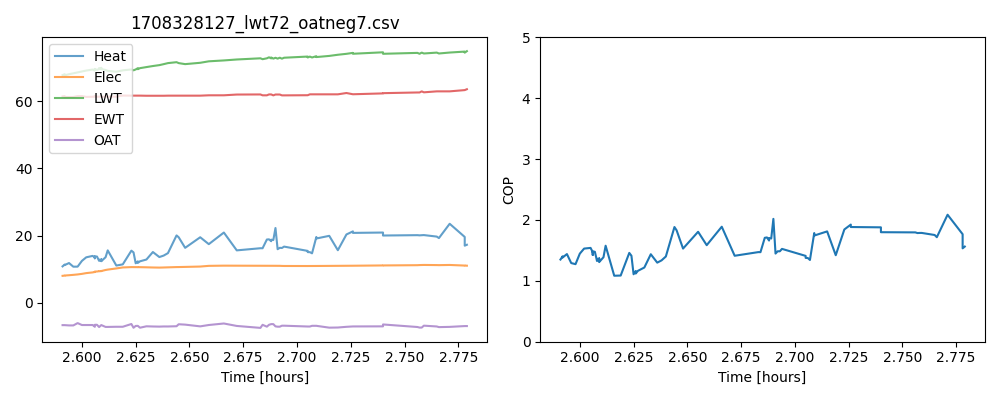 1708328127_lwt72_oatneg7.csv
Heat
Elec
LWT
EWT
OAT
60
40
20
0
2.600 2.625 2.650 2.675 2.700 2.725 2.750 2.775
Time [hours]
5
4
3
2
1
0
COP
2.600 2.625 2.650 2.675 2.700 2.725 2.750 2.775
Time [hours]